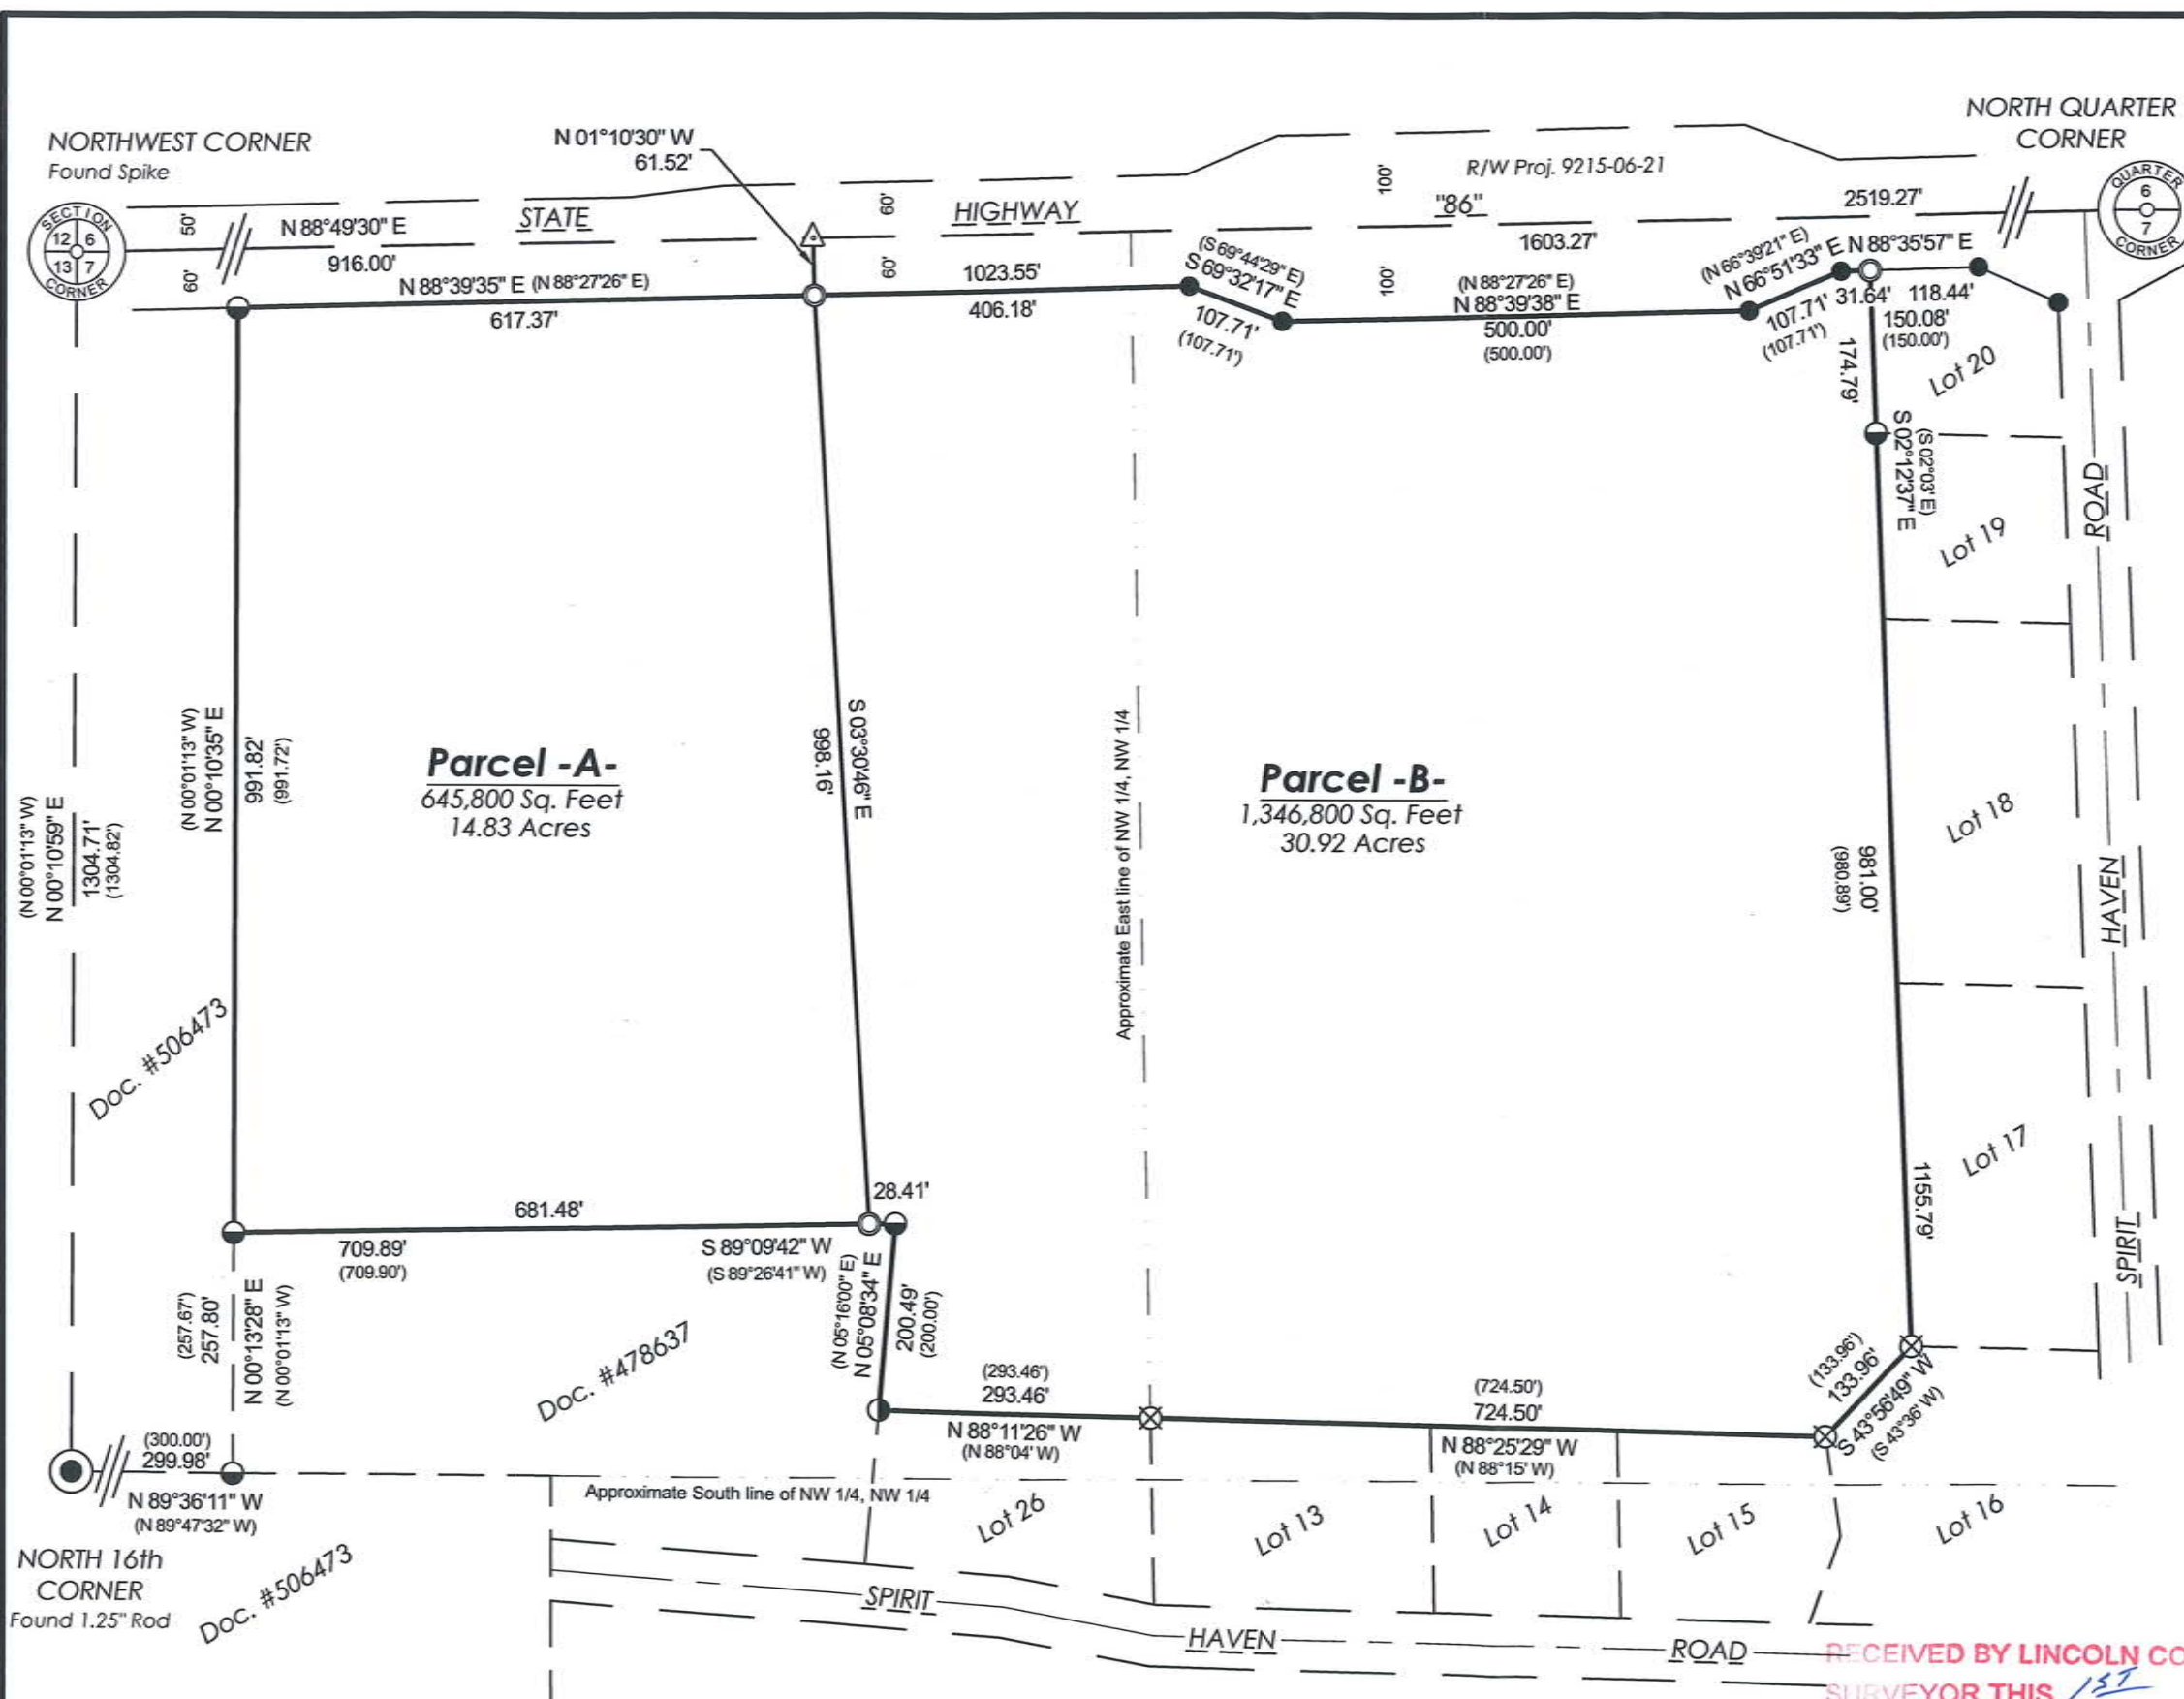 NORTHWEST CORNER
Found Spike
N 01°10'30" W
61.52'
NORTH QUARTER
CORNER
R/W Proj. 9215-06-21
SECTION
12 6
13 7
CORNER
QUARTER
6
7
CORNER
50'
60'
N 88°49'30" E
916.00'
STATE
60'
60'
HIGHWAY
100'
100'
"86"
2519.27'
1603.27'
N 88°39'35" E (N 88°27'26" E)
617.37'
1023.55'
406.18'
(S 69°44'29" E)
S 69°32'17" E
107.71'
(107.71')
(N 88°27'26" E)
N 88°39'38" E
500.00'
(500.00')
(N 66°39'21" E)
N 66°51'33" E
107.71'
(107.71')
N 88°35'57" E
31.64'
118.44'
150.08'
(150.00')
174.79'
Lot 20
S 02°12'37" E
(S 02°03' E)
Lot 19
ROAD
(N 00°01'13" W)
N 00°10'59" E
1304.71'
(1304.82')
(N 00°01'13" W)
N 00°10'35" E
991.82'
(991.72')
Parcel -A-
645,800 Sq. Feet
14.83 Acres
S 03°30'46" E
998.16'
Approximate East line of NW 1/4, NW 1/4
Parcel -B-
1,346,800 Sq. Feet
30.92 Acres
981.00'
(980.89')
Lot 18
HAVEN
Doc. #506473
Lot 17
1155.79'
SPIRIT
681.48'
28.41'
709.89'
(709.90')
S 89°09'42" W
(S 89°26'41" W)
(257.67')
257.80'
N 00°13'28" E
(N 00°01'13" W)
Doc. #478637
(N 05°16'00" E)
N 05°08'34" E
200.49'
(200.00')
(293.46')
293.46'
N 88°11'26" W
(N 88°04' W)
(724.50')
724.50'
N 88°25'29" W
(N 88°15' W)
(133.96')
133.96'
S 43°56'49" W
(S 43°36' W)
(300.00')
299.98'
N 89°36'11" W
(N 89°47'32" W)
Approximate South line of NW 1/4, NW 1/4
NORTH 16th
CORNER
Found 1.25" Rod
Doc. #506473
Lot 26
Lot 13
Lot 14
Lot 15
Lot 16
SPIRIT
HAVEN
ROAD
RECEIVED BY LINCOLN CO
SURVEYOR THIS 1ST